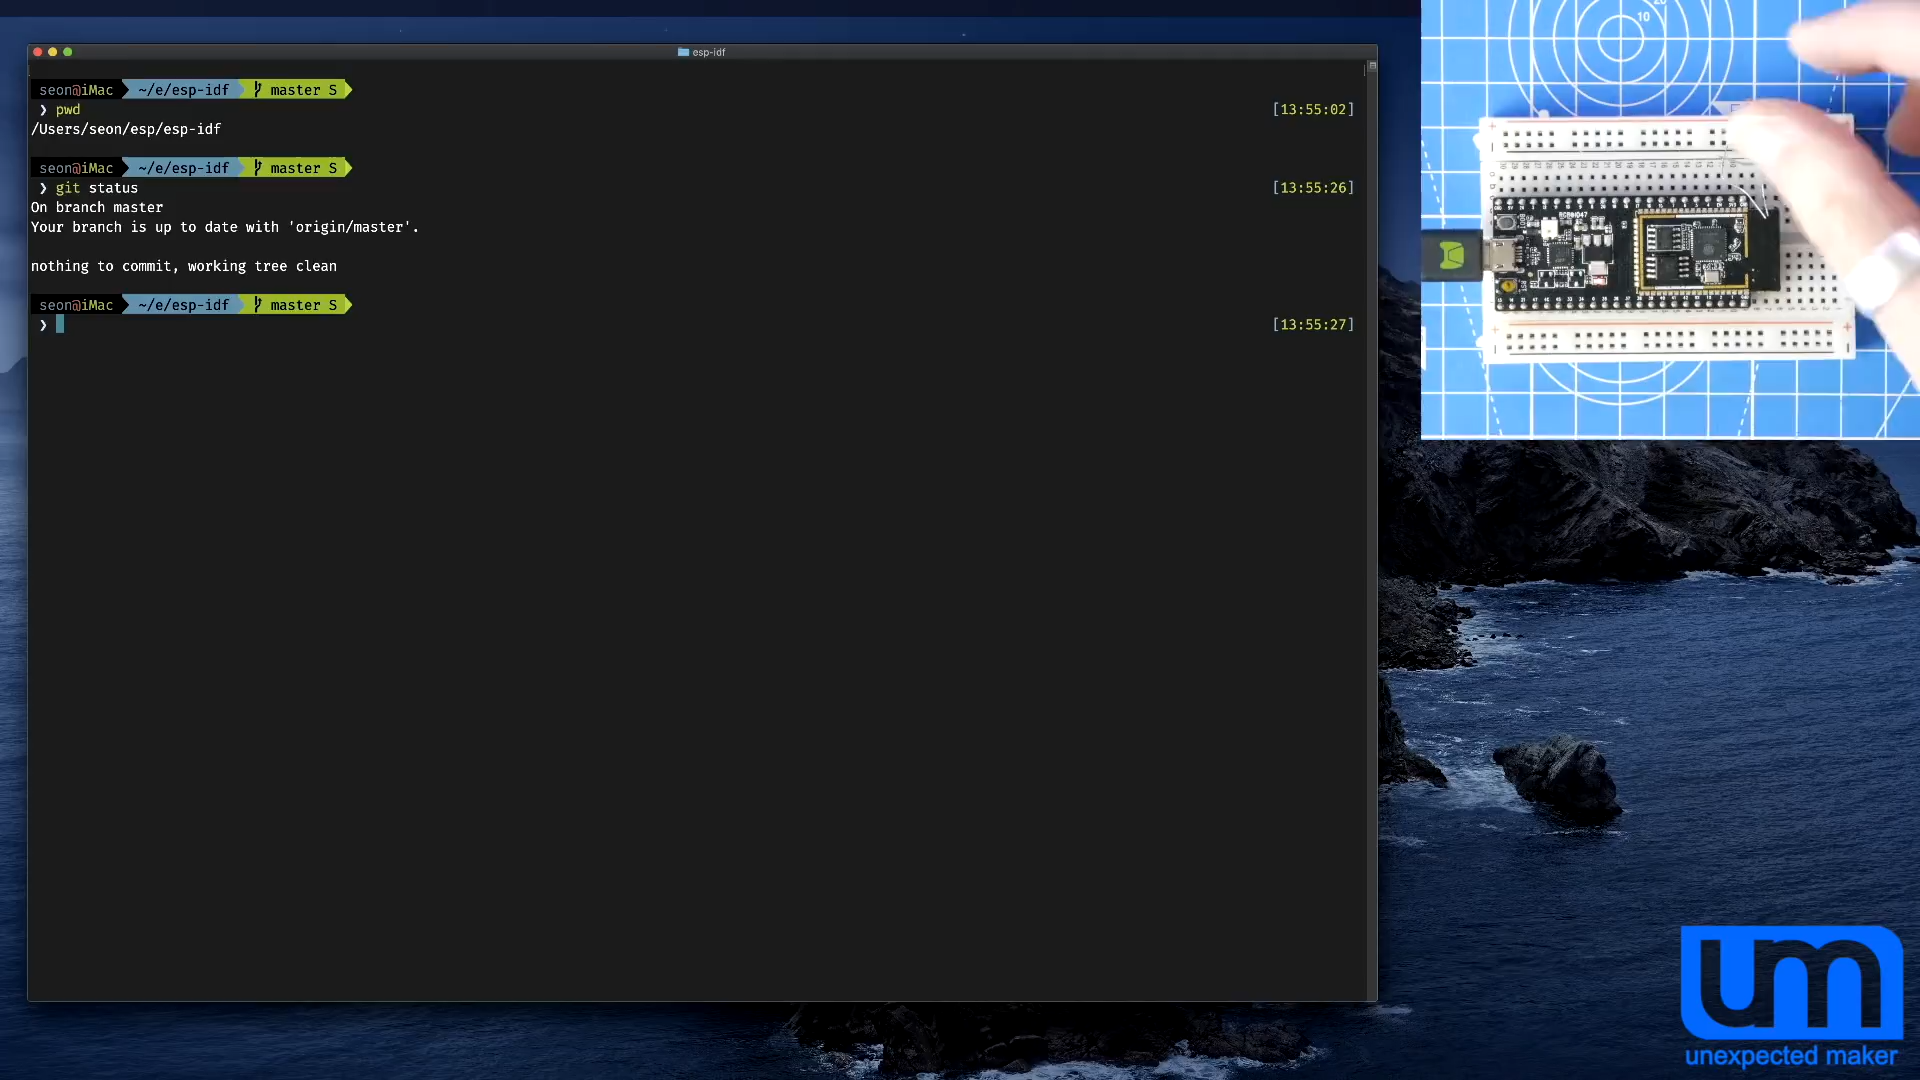 esp-idf
seon@iMac ~/e/esp-idf master S
❯ pwd [13:55:02]
/Users/seon/esp/esp-idf
seon@iMac ~/e/esp-idf master S
❯ git status [13:55:26]
On branch master
Your branch is up to date with 'origin/master'.
nothing to commit, working tree clean
seon@iMac ~/e/esp-idf master S
❯ [13:55:27]
10
um
unexpected maker